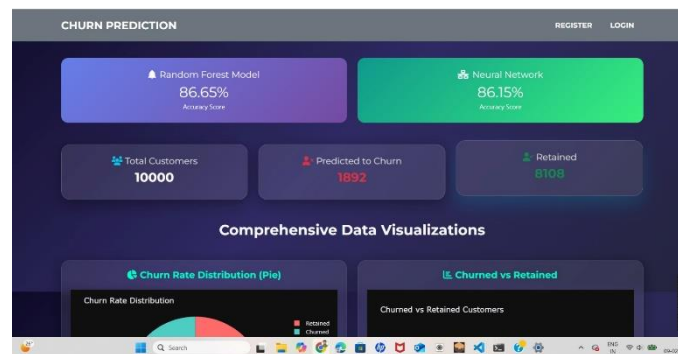 CHURN PREDICTION
REGISTER LOGIN
Random Forest Model
86.65%
Accuracy Score
Neural Network
86.15%
Accuracy Score
Total Customers
10000
Predicted to Churn
1892
Retained
8108
Comprehensive Data Visualizations
Churn Rate Distribution (Pie)
Churn Rate Distribution
Retained
Churned
Churned vs Retained
Churned vs Retained Customers
Search
ENG
IN